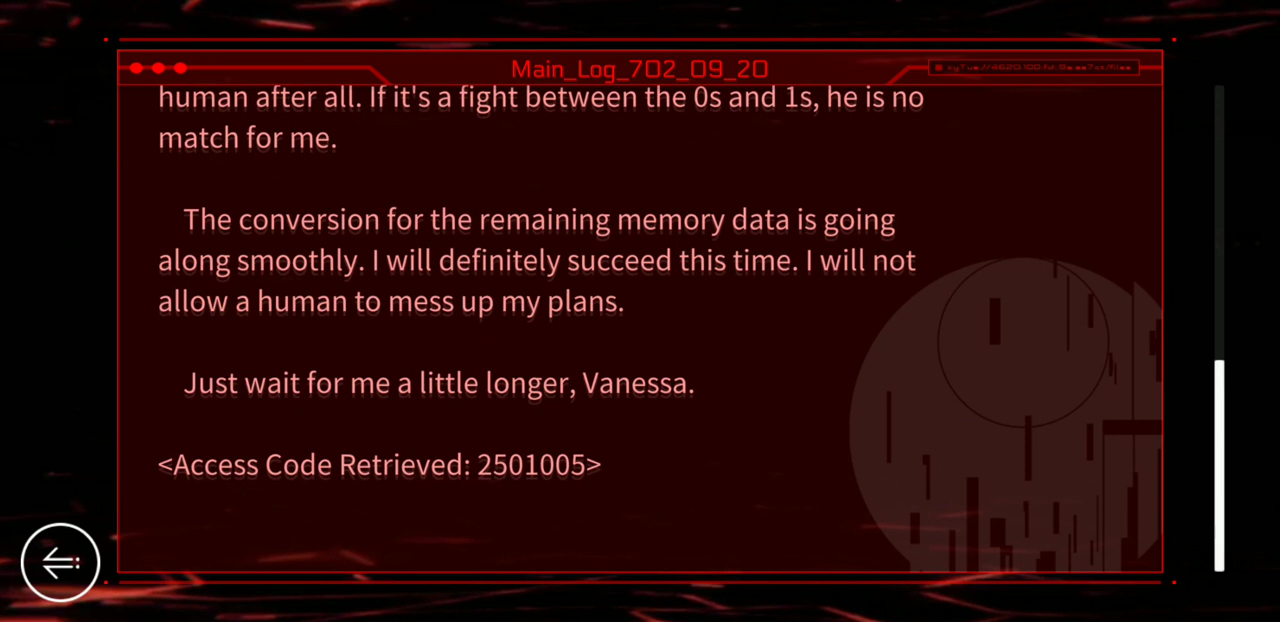 Main_Log_702_09_20
human after all. If it's a fight between the 0s and 1s, he is no
match for me.
The conversion for the remaining memory data is going
along smoothly. I will definitely succeed this time. I will not
allow a human to mess up my plans.
Just wait for me a little longer, Vanessa.
<Access Code Retrieved: 2501005>